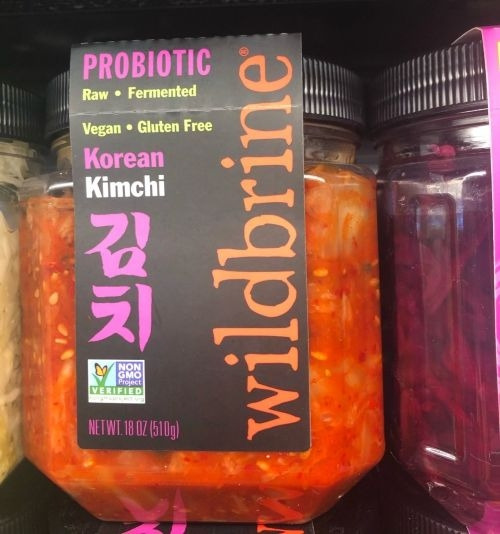 PROBIOTIC
Raw • Fermented
Vegan • Gluten Free
Korean
Kimchi
김
치
NON
GMO
Project
VERIFIED
NET WT. 18 OZ (510g)
wildbrine®